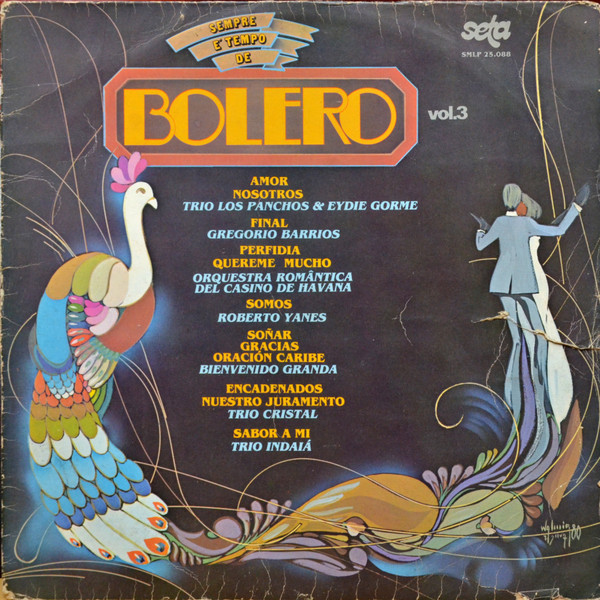 SEMPRE
É TEMPO
DE
BOLERO
vol.3
seta
SMLP 25.088
AMOR
NOSOTROS
TRIO LOS PANCHOS & EYDIE GORME
FINAL
GREGORIO BARRIOS
PERFIDIA
QUEREME MUCHO
ORQUESTRA ROMÂNTICA
DEL CASINO DE HAVANA
SOMOS
ROBERTO YANES
SOÑAR
GRACIAS
ORACIÓN CARIBE
BIENVENIDO GRANDA
ENCADENADOS
NUESTRO JURAMENTO
TRIO CRISTAL
SABOR A MI
TRIO INDAIÁ